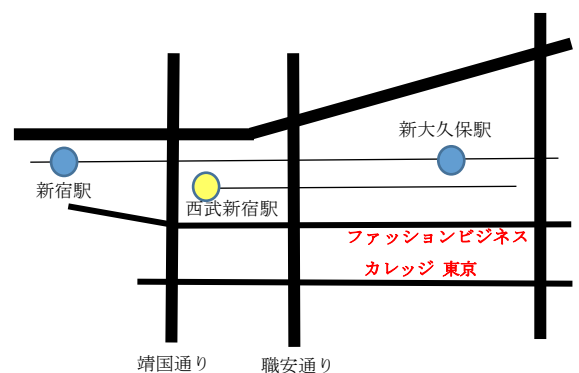 新大久保駅
新宿駅
西武新宿駅
ファッションビジネス
カレッジ 東京
靖国通り
職安通り